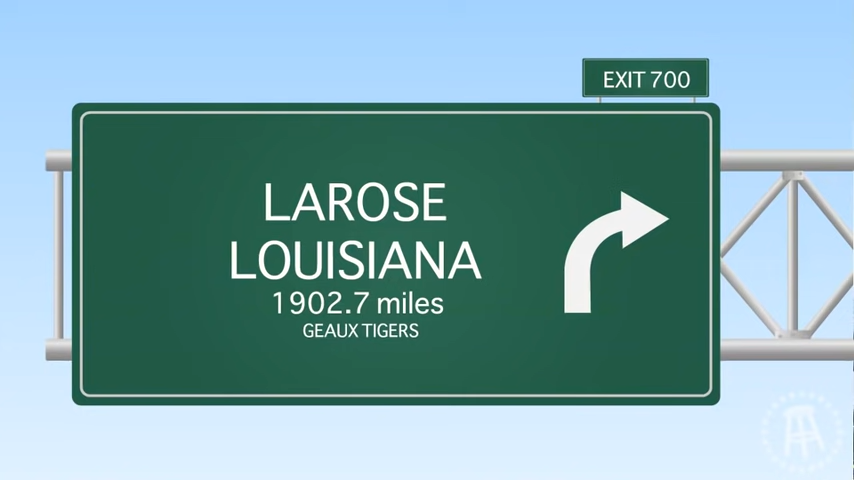 EXIT 700
LAROSE
LOUISIANA
1902.7 miles
GEAUX TIGERS